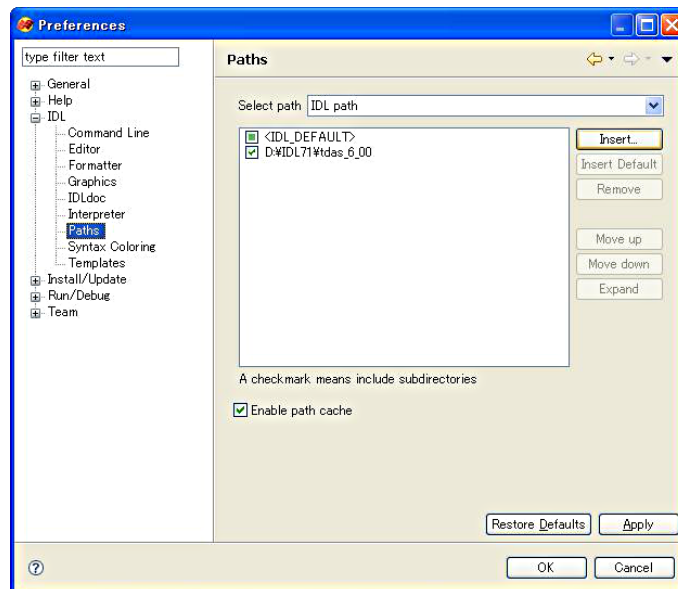 Preferences
type filter text
Paths
General
Help
IDL
Command Line
Editor
Formatter
Graphics
IDLdoc
Interpreter
Paths
Syntax Coloring
Templates
Install/Update
Run/Debug
Team
Select path IDL path
<IDL_DEFAULT>
D:¥IDL71¥tdas_6_00
Insert...
Insert Default
Remove
Move up
Move down
Expand
A checkmark means include subdirectories
Enable path cache
Restore Defaults Apply
OK Cancel